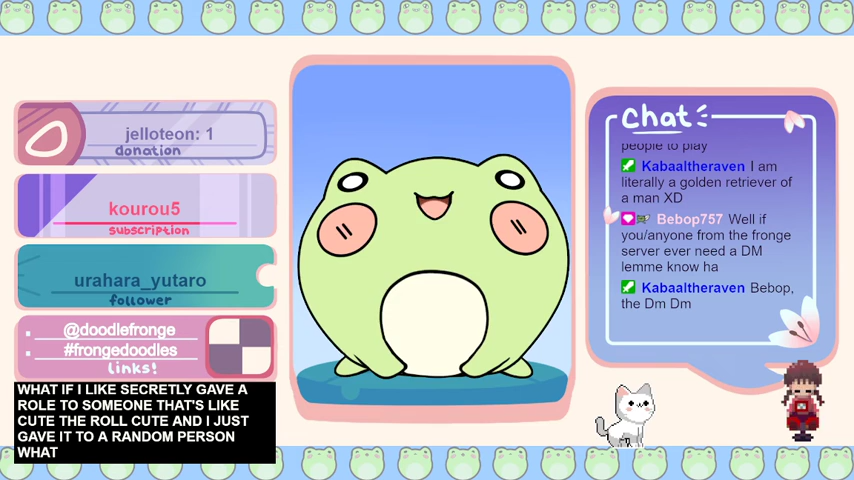 jelloteon: 1
donation
kourou5
subscription
urahara_yutaro
follower
@doodlefronge
#frongedoodles
links!
WHAT IF I LIKE SECRETLY GAVE A
ROLE TO SOMEONE THAT'S LIKE
CUTE THE ROLL CUTE AND I JUST
GAVE IT TO A RANDOM PERSON
WHAT
Chat
people to play
Kabaaltheraven I am
literally a golden retriever of
a man XD
Bebop757 Well if
you/anyone from the fronge
server ever need a DM
lemme know ha
Kabaaltheraven Bebop,
the Dm Dm